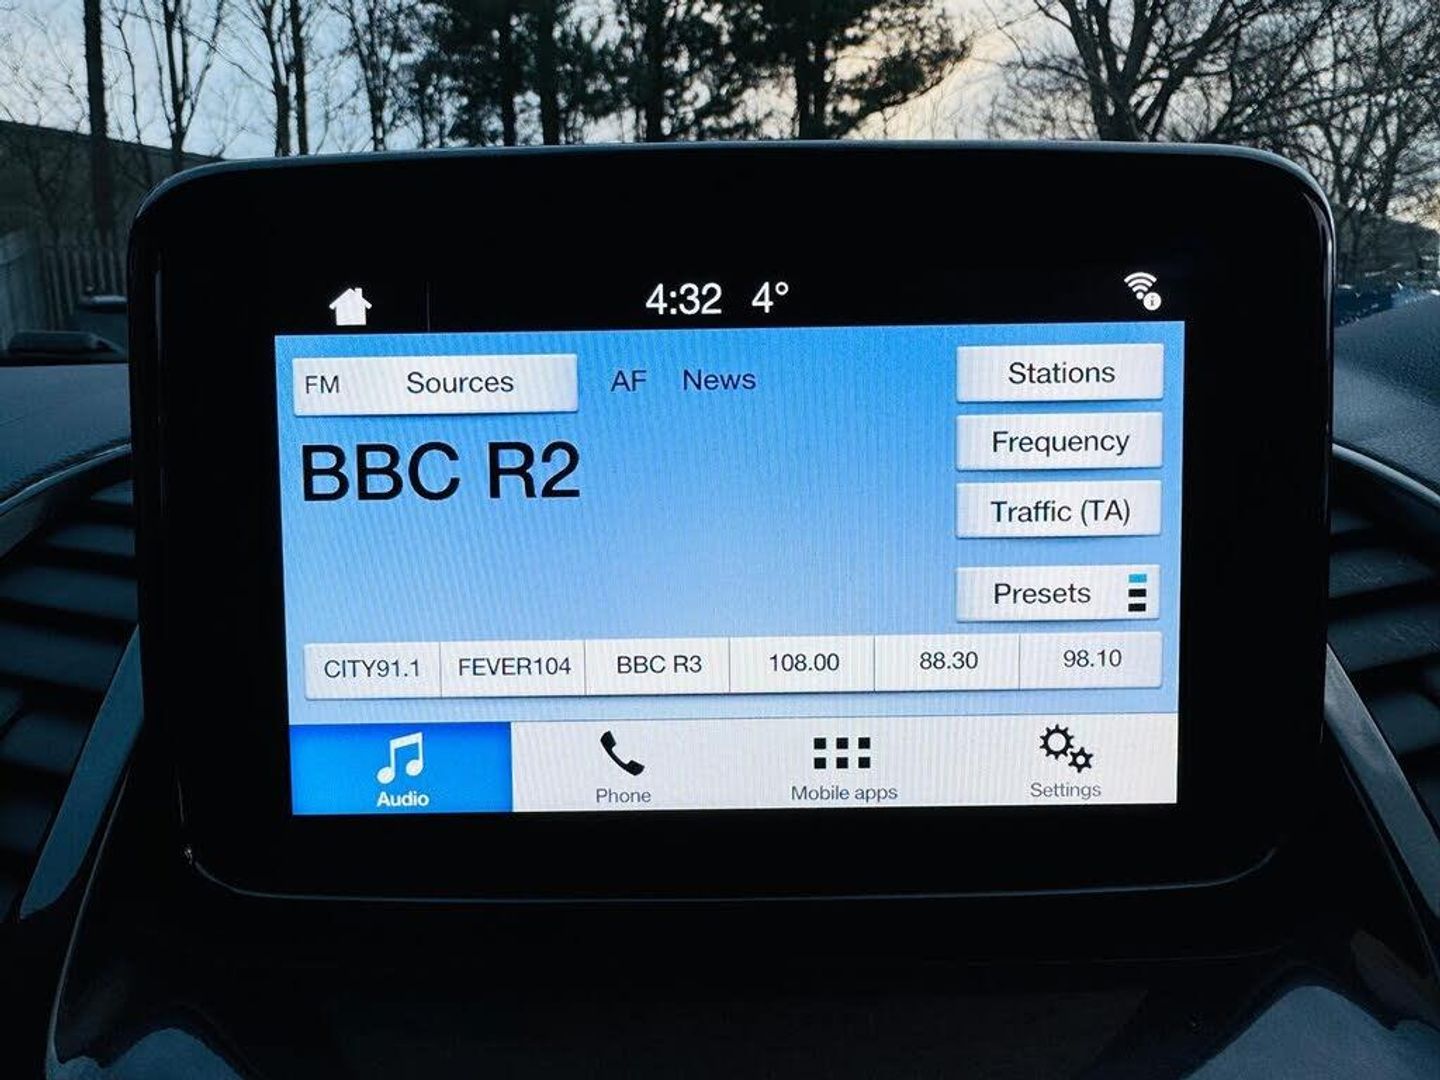 4:32 4°
FM Sources AF News
Stations
BBC R2
Frequency
Traffic (TA)
Presets
CITY91.1 FEVER104 BBC R3 108.00 88.30 98.10
Audio Phone Mobile apps Settings